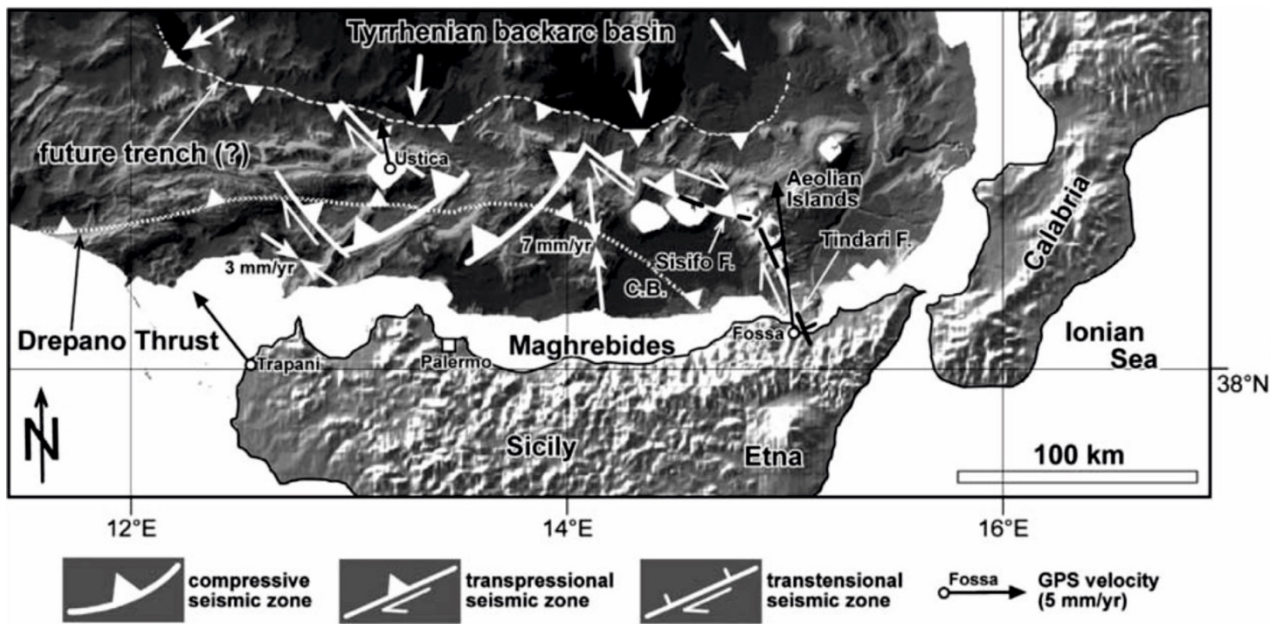 Tyrrhenian backarc basin
future trench (?)
Ustica
Aeolian
Islands
Tindari F.
Calabria
7 mm/yr
3 mm/yr
Sisifo F.
C.B.
Drepano Thrust
Trapani
Palermo
Maghrebides
Fossa
Ionian
Sea
38°N
N
Sicily
Etna
100 km
12°E
14°E
16°E
compressive
seismic zone
transpressional
seismic zone
transtensional
seismic zone
Fossa
GPS velocity
(5 mm/yr)